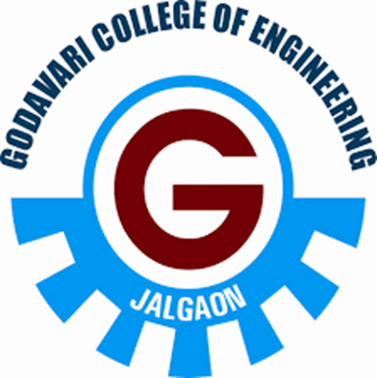 GODAVARI COLLEGE OF ENGINEERING
G
JALGAON